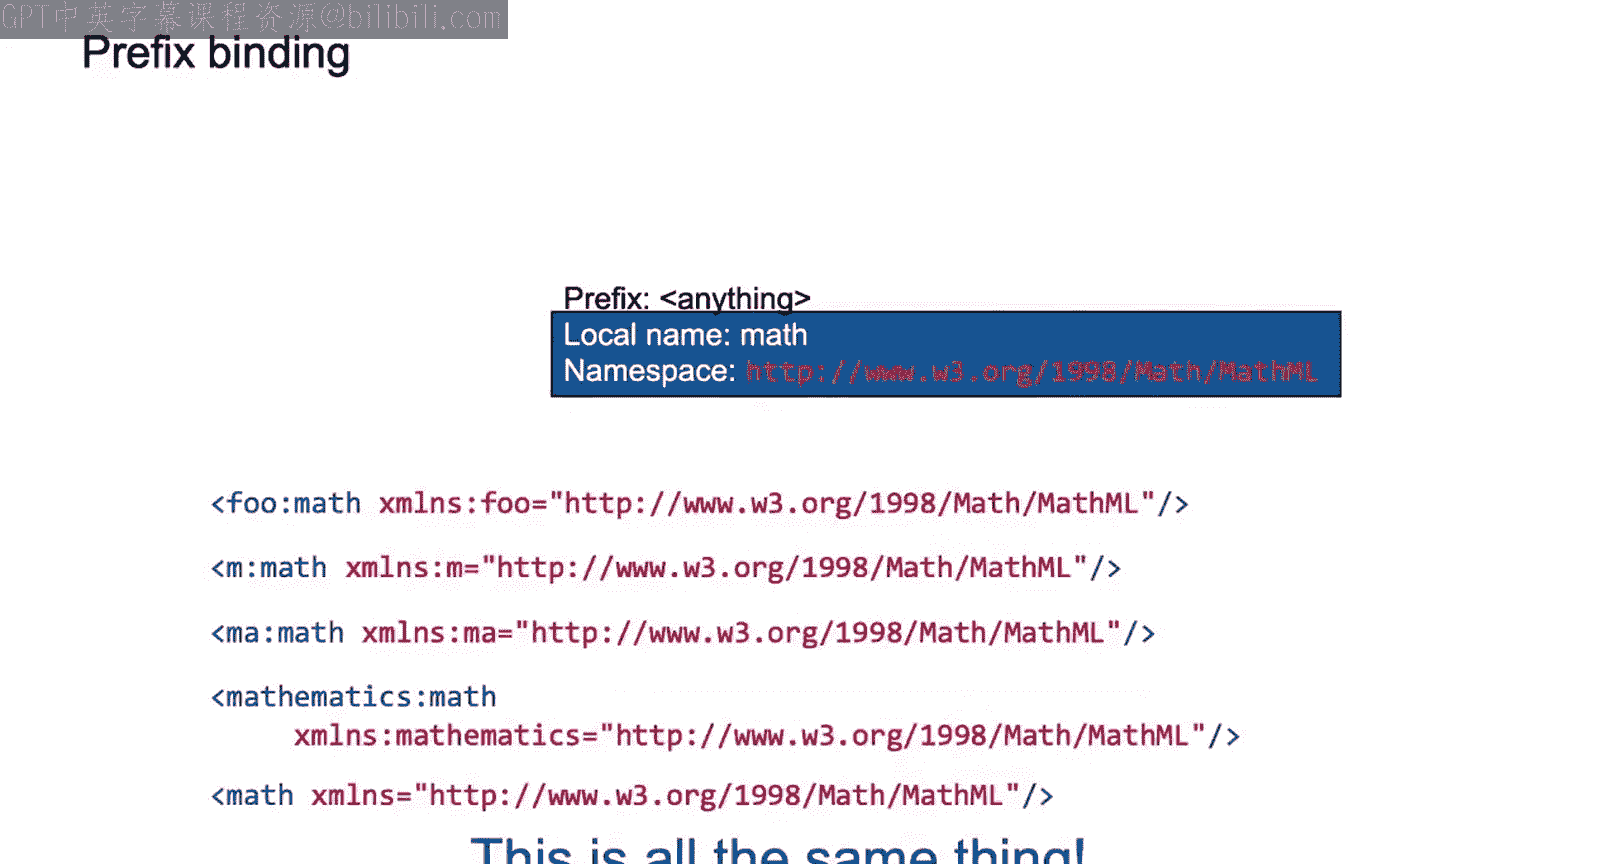 GPT中英字幕课程资源@bilibili.com
Prefix binding
Prefix: <anything>
Local name: math
Namespace: http://www.w3.org/1998/Math/MathML
<foo:math xmlns:foo="http://www.w3.org/1998/Math/MathML"/>
<m:math xmlns:m="http://www.w3.org/1998/Math/MathML"/>
<ma:math xmlns:ma="http://www.w3.org/1998/Math/MathML"/>
<mathematics:math
xmlns:mathematics="http://www.w3.org/1998/Math/MathML"/>
<math xmlns="http://www.w3.org/1998/Math/MathML"/>
This is all the same thing!